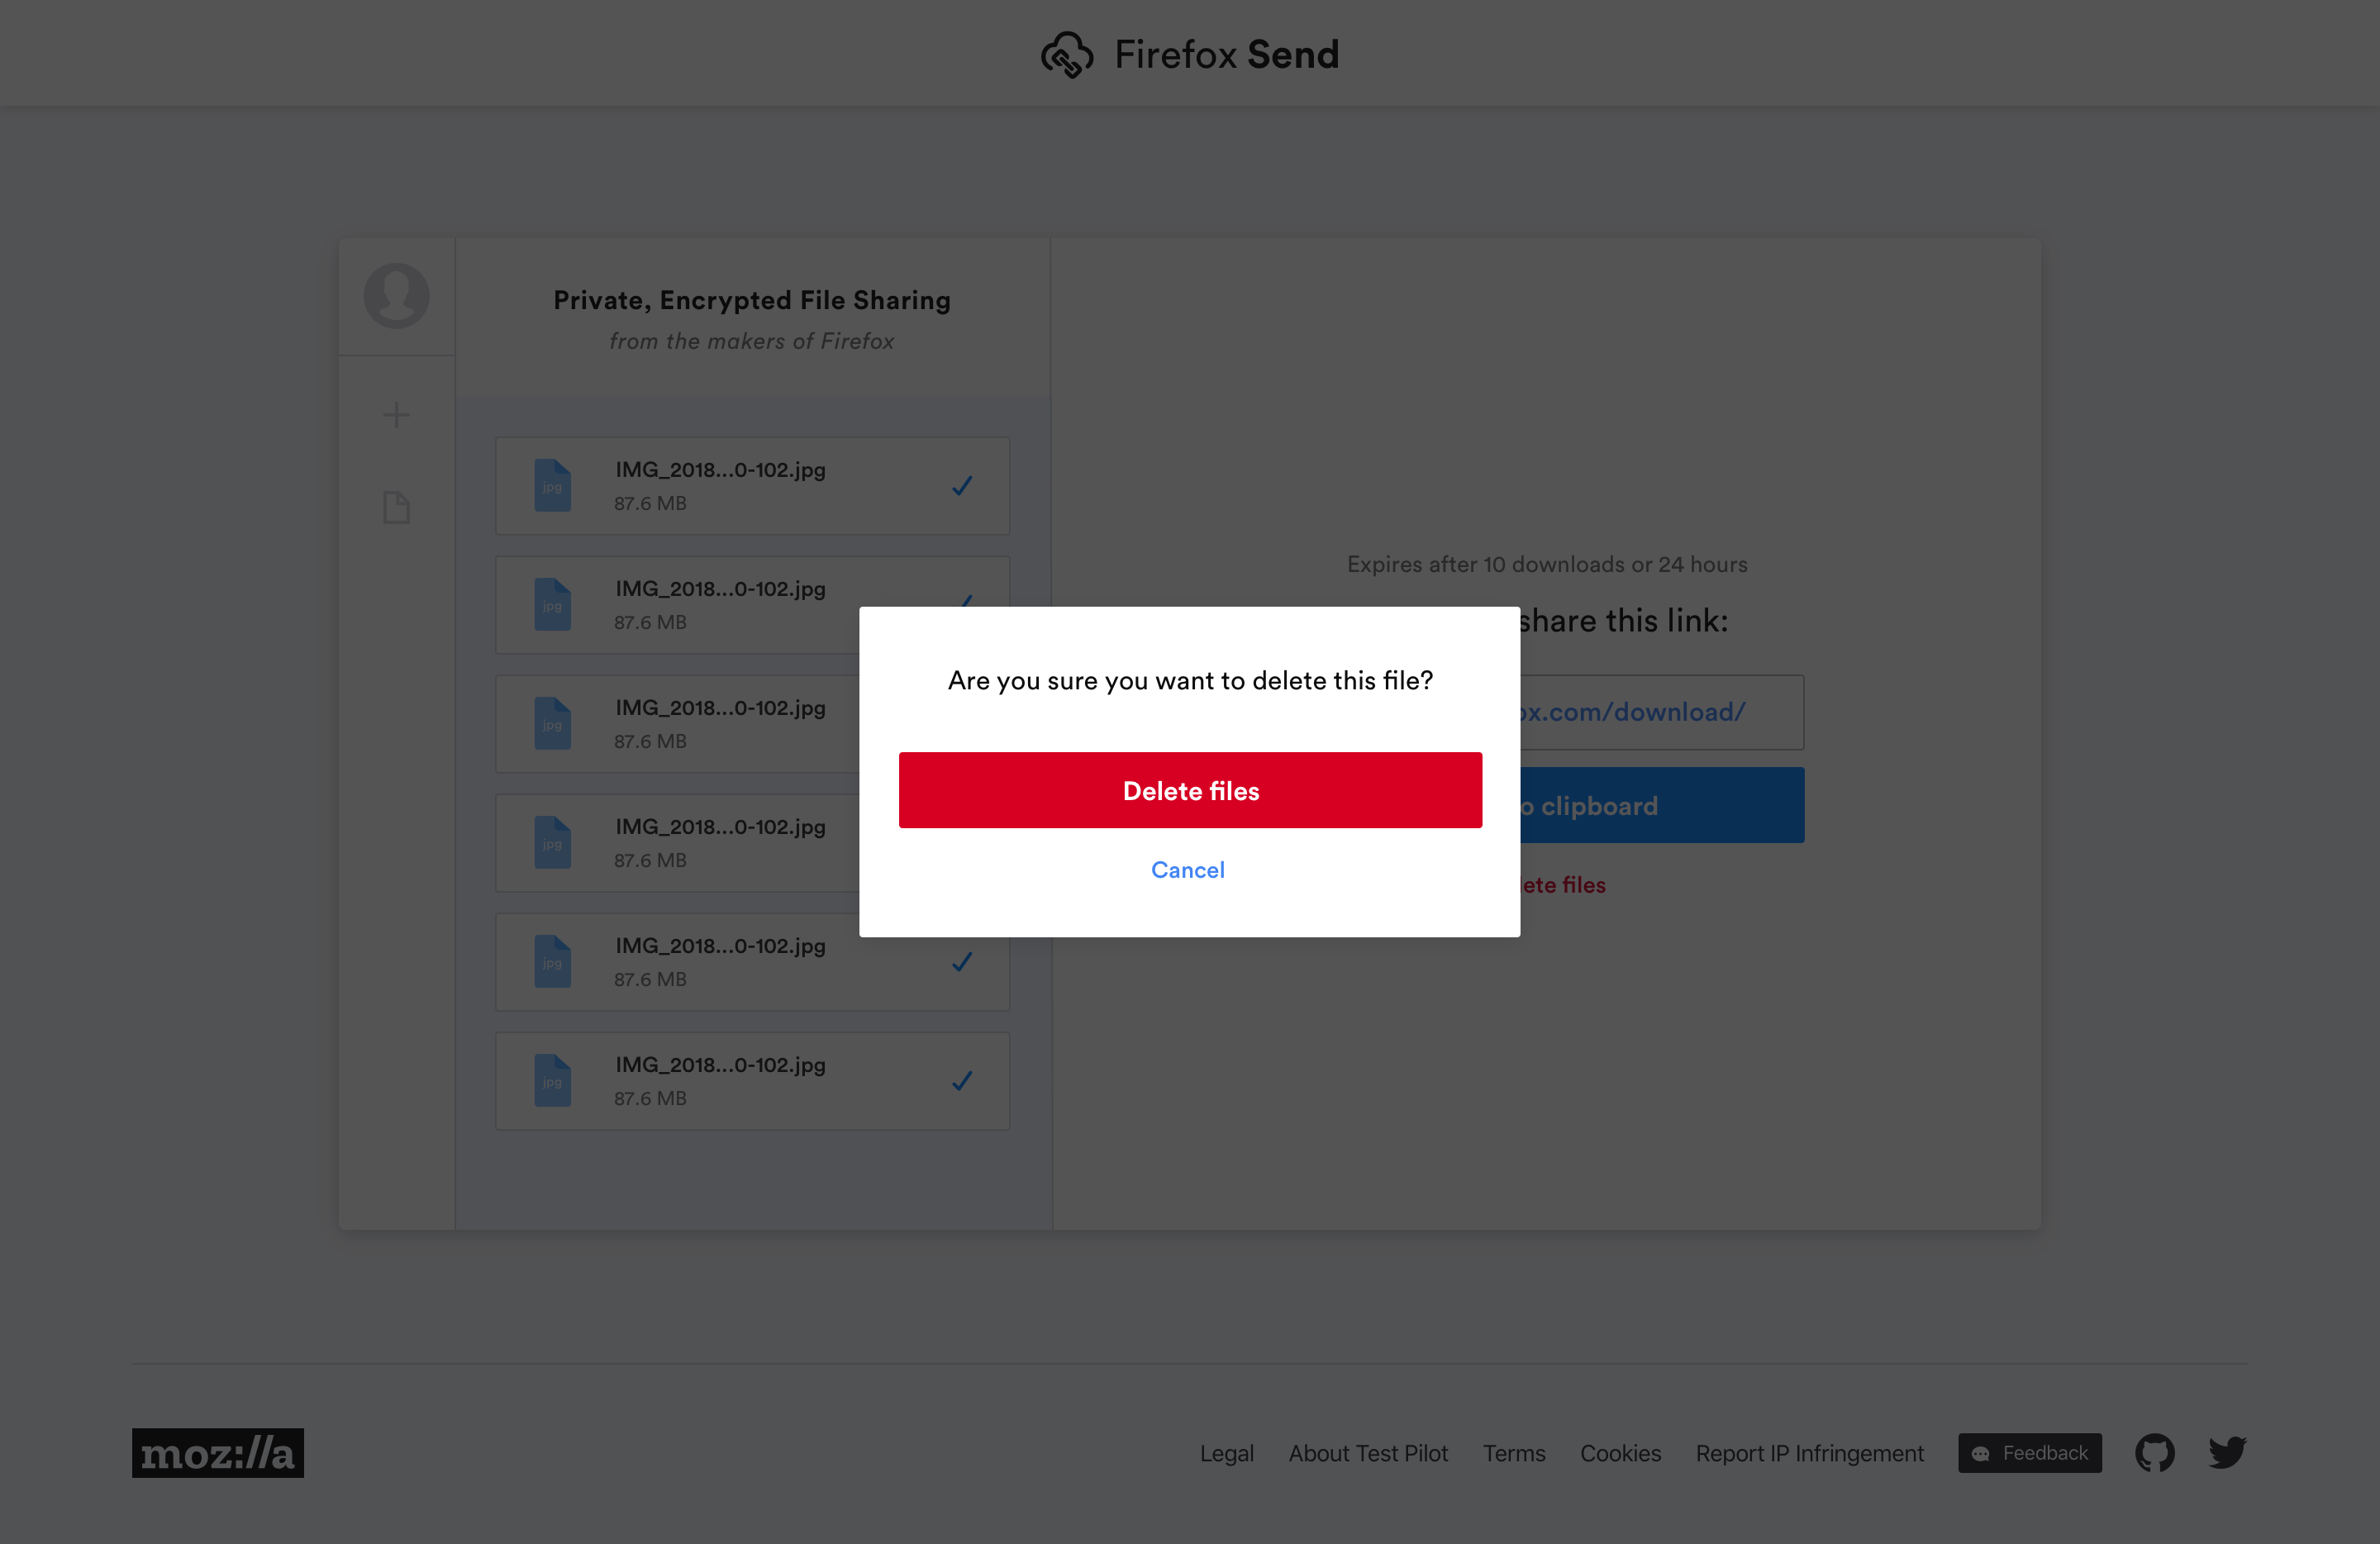 Firefox Send
Private, Encrypted File Sharing
from the makers of Firefox
jpg
IMG_2018...0-102.jpg
87.6 MB
jpg
IMG_2018...0-102.jpg
87.6 MB
jpg
IMG_2018...0-102.jpg
87.6 MB
jpg
IMG_2018...0-102.jpg
87.6 MB
jpg
IMG_2018...0-102.jpg
87.6 MB
jpg
IMG_2018...0-102.jpg
87.6 MB
Expires after 10 downloads or 24 hours
share this link:
ox.com/download/
o clipboard
ete files
Are you sure you want to delete this file?
Delete files
Cancel
moz://a
Legal
About Test Pilot
Terms
Cookies
Report IP Infringement
Feedback